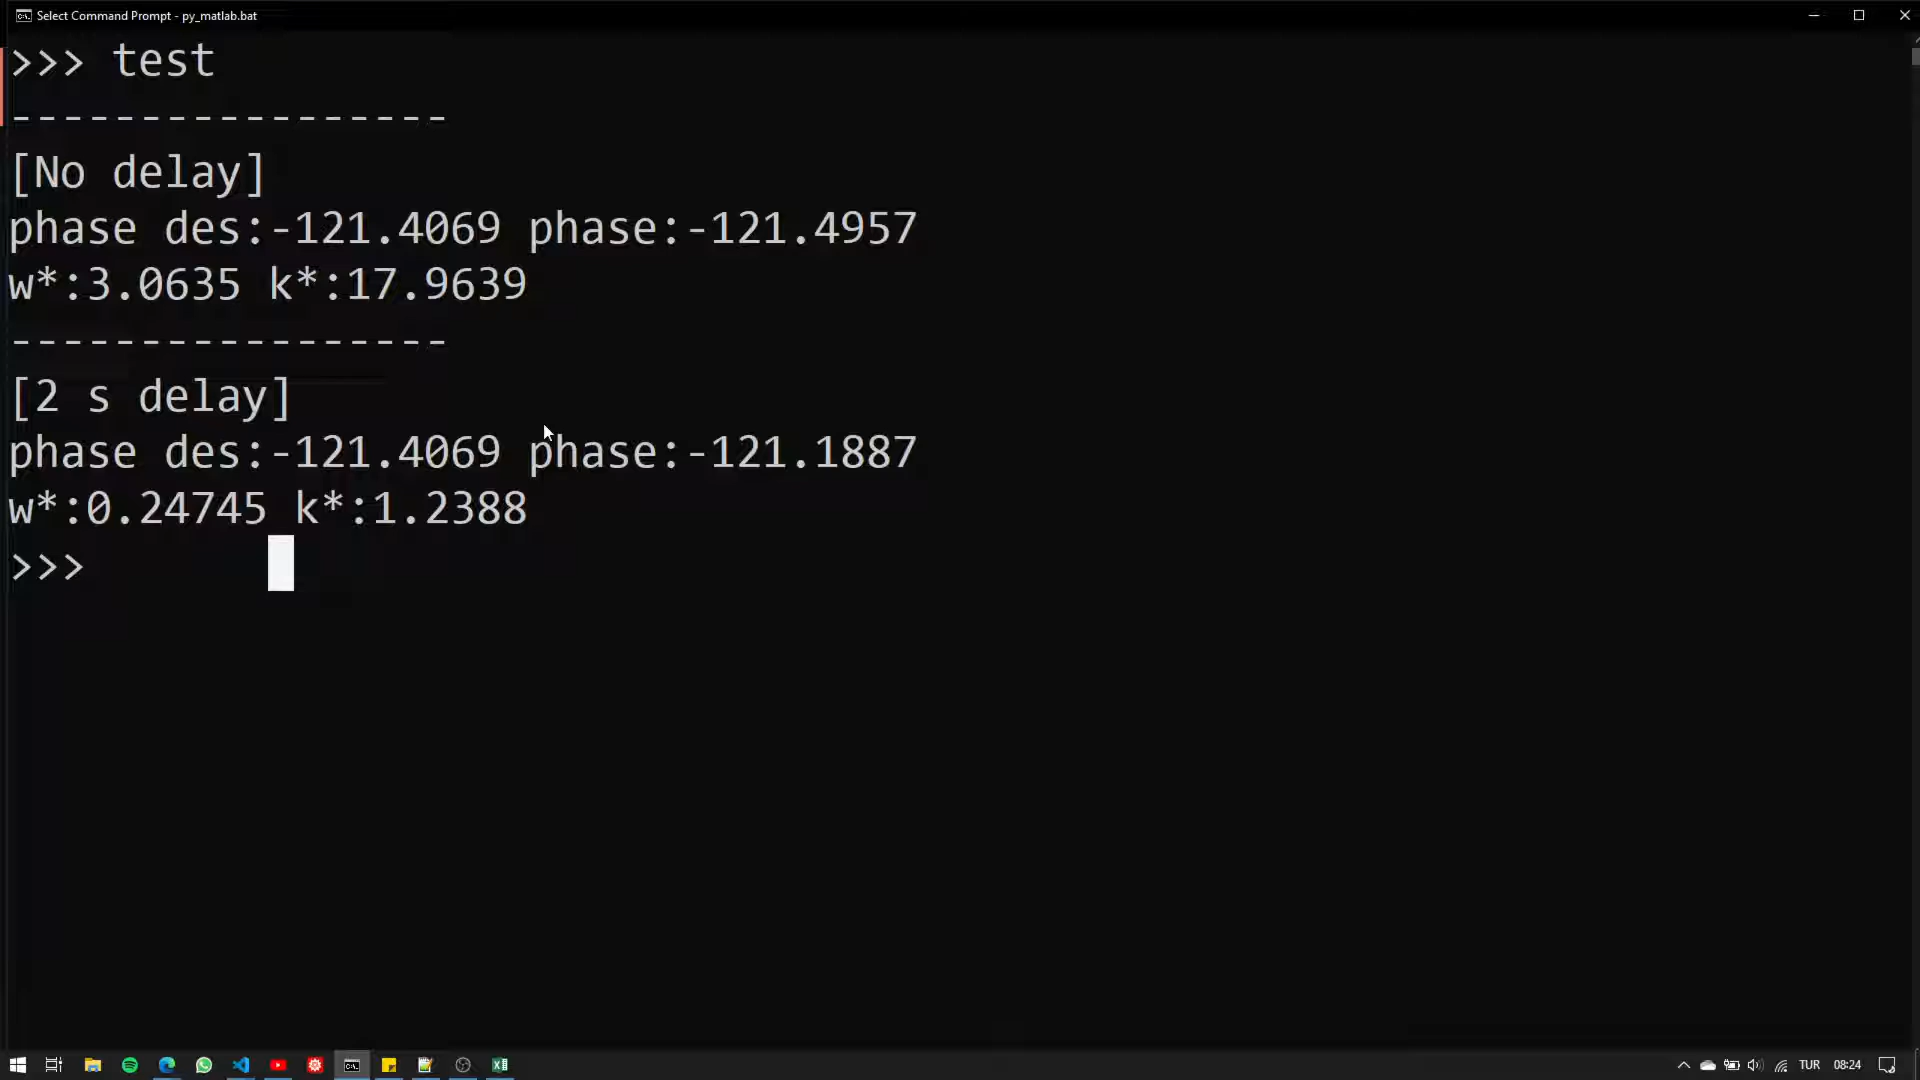 Select Command Prompt - py_matlab.bat
>>> test
-----------------
[No delay]
phase des:-121.4069 phase:-121.4957
w*:3.0635 k*:17.9639
-----------------
[2 s delay]
phase des:-121.4069 phase:-121.1887
w*:0.24745 k*:1.2388
>>>
TUR 08:24